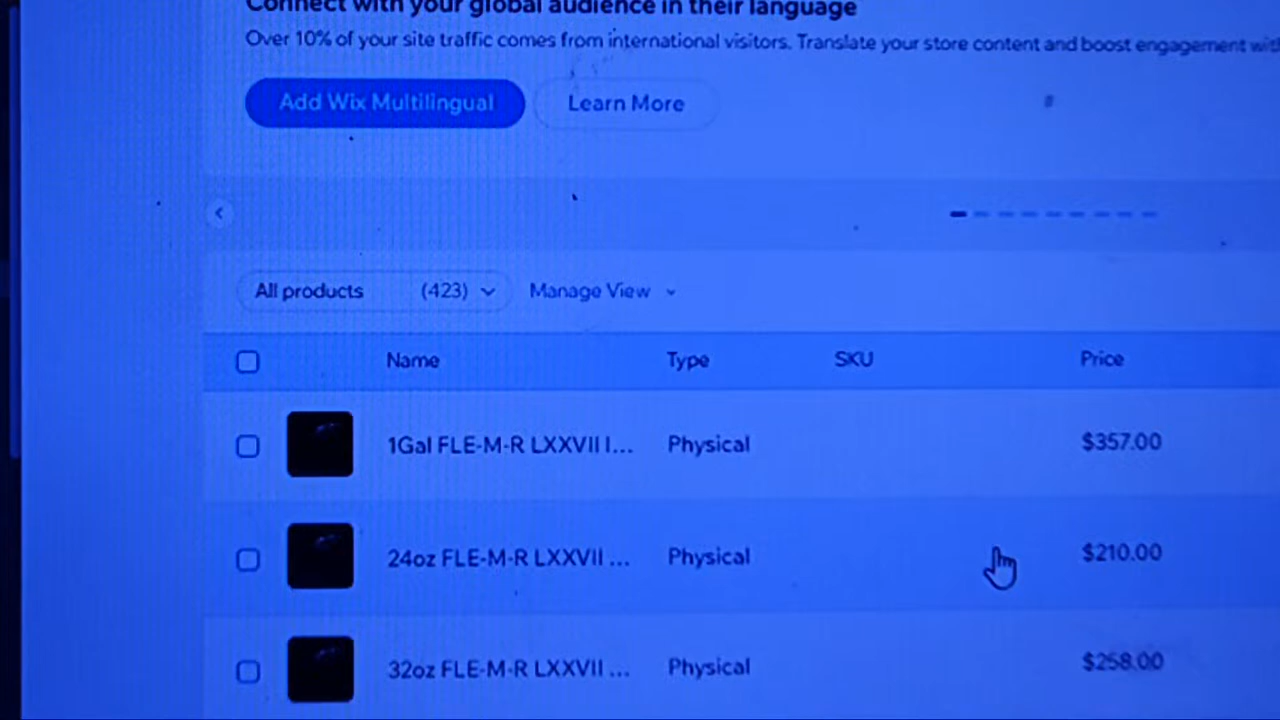 Connect with your global audience in their language
Over 10% of your site traffic comes from international visitors. Translate your store content and boost engagement
Add Wix Multilingual
Learn More
All products (423)
Manage View
Name Type SKU Price
1Gal FLE-M-R LXXVII I... Physical $357.00
24oz FLE-M-R LXXVII ... Physical $210.00
32oz FLE-M-R LXXVII ... Physical $258.00